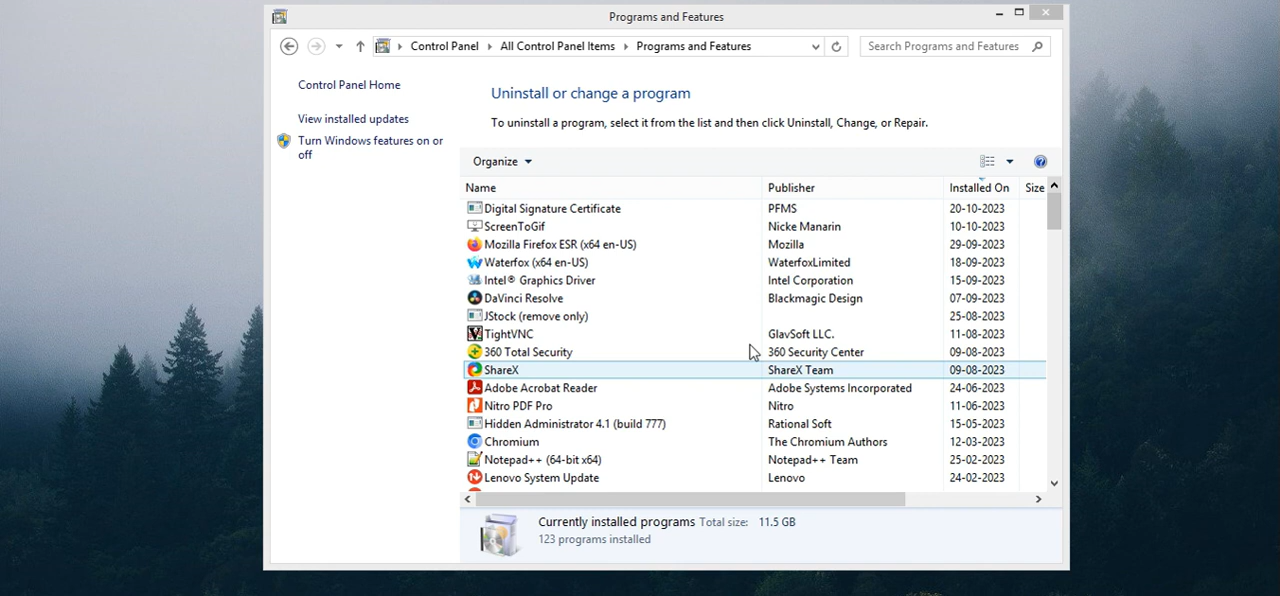 Programs and Features
Control Panel All Control Panel Items Programs and Features Search Programs and Features
Control Panel Home
View installed updates
Turn Windows features on or
off
Uninstall or change a program
To uninstall a program, select it from the list and then click Uninstall, Change, or Repair.
Organize
Name Publisher Installed On Size
Digital Signature Certificate PFMS 20-10-2023
ScreenToGif Nicke Manarin 10-10-2023
Mozilla Firefox ESR (x64 en-US) Mozilla 29-09-2023
Waterfox (x64 en-US) WaterfoxLimited 18-09-2023
Intel® Graphics Driver Intel Corporation 15-09-2023
DaVinci Resolve Blackmagic Design 07-09-2023
JStock (remove only) 25-08-2023
TightVNC GlavSoft LLC. 11-08-2023
360 Total Security 360 Security Center 09-08-2023
ShareX ShareX Team 09-08-2023
Adobe Acrobat Reader Adobe Systems Incorporated 24-06-2023
Nitro PDF Pro Nitro 11-06-2023
Hidden Administrator 4.1 (build 777) Rational Soft 15-05-2023
Chromium The Chromium Authors 12-03-2023
Notepad++ (64-bit x64) Notepad++ Team 25-02-2023
Lenovo System Update Lenovo 24-02-2023
Currently installed programs Total size: 11.5 GB
123 programs installed